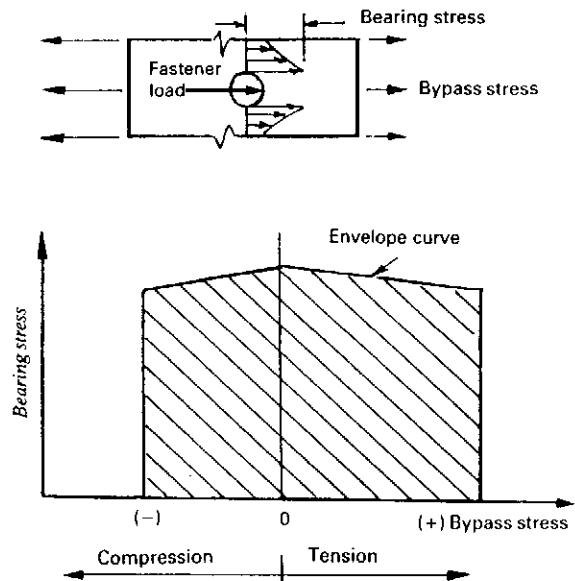 Bearing stress
Fastener
load
Bypass stress
Envelope curve
Bearing stress
(−) 0 (+) Bypass stress
Compression Tension